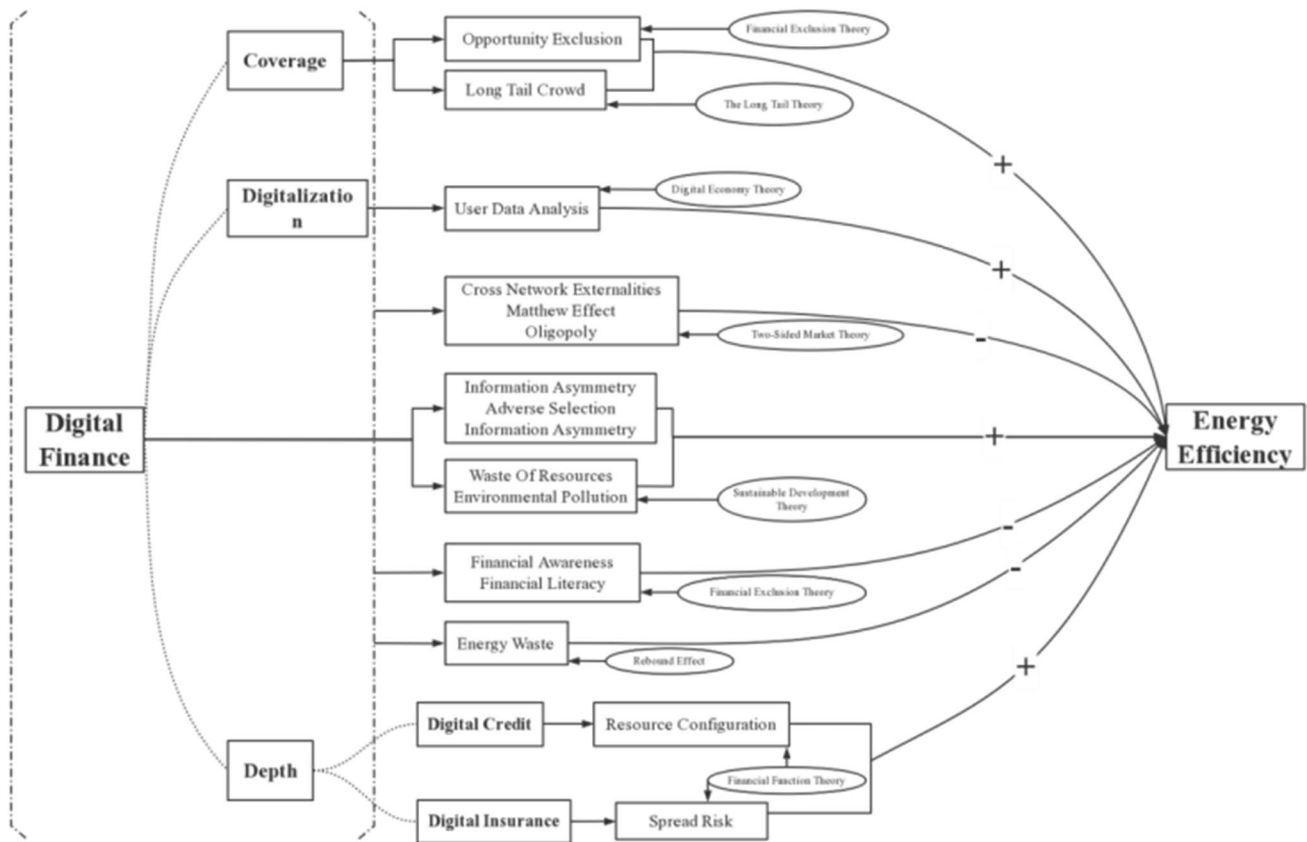 Coverage
Opportunity Exclusion
Financial Exclusion Theory
Long Tail Crowd
The Long Tail Theory
+
Digitalizatio
n
User Data Analysis
Digital Economy Theory
+
Cross Network Externalities
Matthew Effect
Oligopoly
Two-Sided Market Theory
-
Digital
Finance
Information Asymmetry
Adverse Selection
Information Asymmetry
+
Energy
Efficiency
Waste Of Resources
Environmental Pollution
Sustainable Development
Theory
-
Financial Awareness
Financial Literacy
Financial Exclusion Theory
-
Energy Waste
Rebound Effect
+
Depth
Digital Credit
Resource Configuration
Financial Function Theory
Digital Insurance
Spread Risk